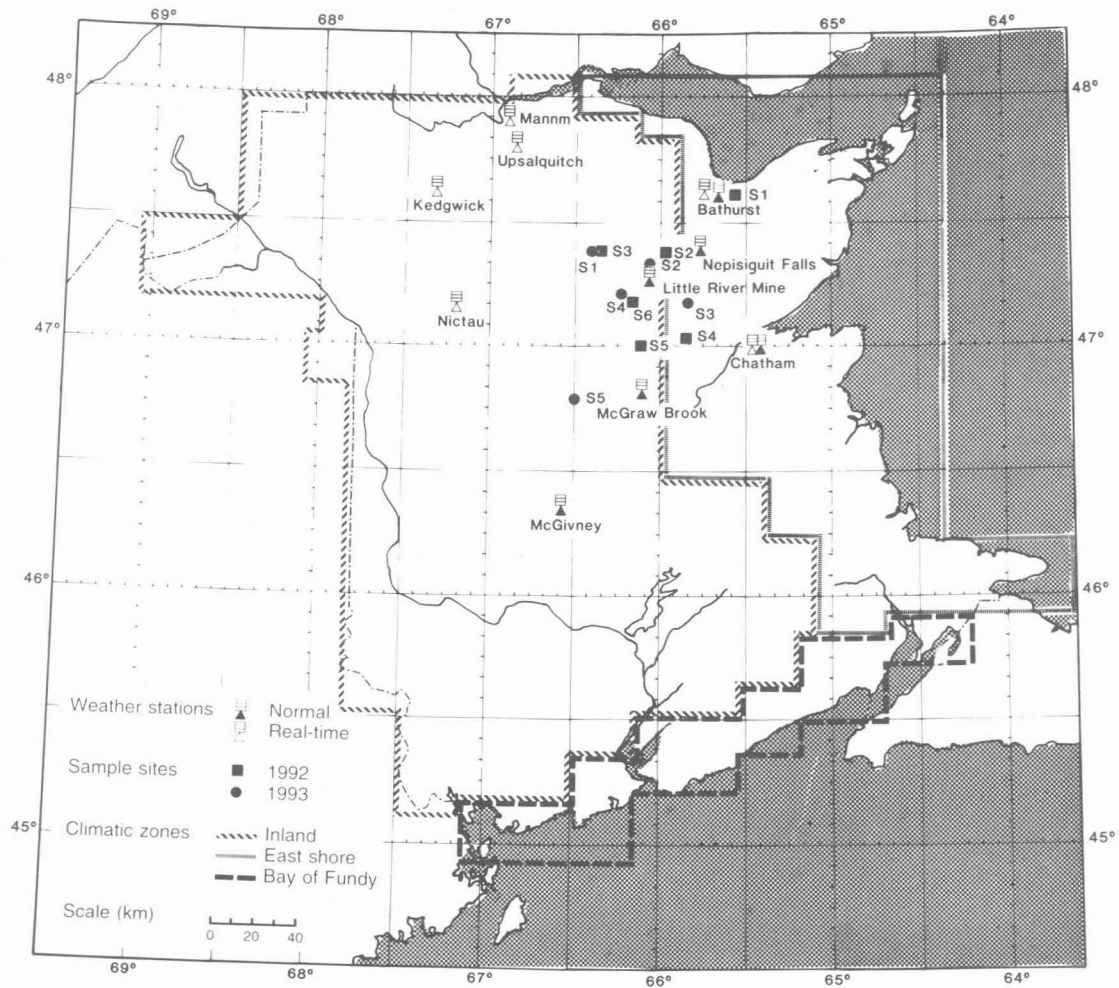 69° 68° 67° 66° 65° 64°
48° 48°
Mannm
Upsalquitch
Kedgwick
S1
Bathurst
S3 S2
S1 S2 Nepisiguit Falls
Little River Mine
S4 S6 S3
Nictau
47° S5 S4 47°
Chatham
S5
McGraw Brook
McGivney
46° 46°
Weather stations Normal
Real-time
Sample sites 1992
1993
Climatic zones Inland
East shore
Bay of Fundy
45° 45°
Scale (km)
0 20 40
69° 68° 67° 66° 65° 64°